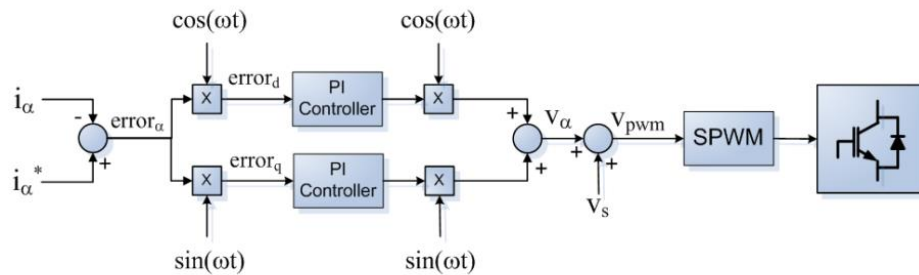 cos(ωt) cos(ωt)
error_d
PI
Controller
X X
i_α
-
error_α
+
i_α*
+
+
v_α
+
v_pwm
+
v_s
SPWM
error_q
PI
Controller
X X
sin(ωt) sin(ωt)